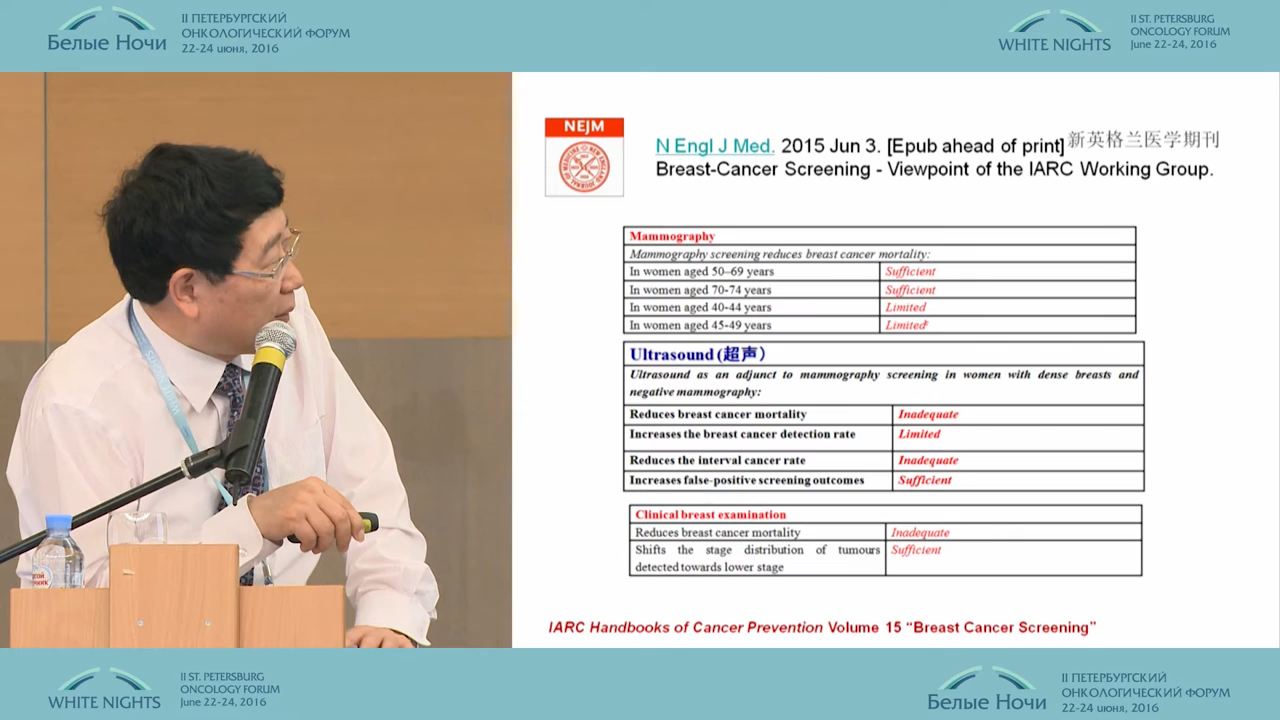 II ПЕТЕРБУРГСКИЙ
ОНКОЛОГИЧЕСКИЙ ФОРУМ
Белые Ночи
22-24 июня, 2016
II ST. PETERSBURG
ONCOLOGY FORUM
WHITE NIGHTS
June 22-24, 2016
NEJM
N Engl J Med. 2015 Jun 3. [Epub ahead of print] 新英格兰医学期刊
Breast-Cancer Screening - Viewpoint of the IARC Working Group.
Mammography
Mammography screening reduces breast cancer mortality:
In women aged 50–69 years Sufficient
In women aged 70-74 years Sufficient
In women aged 40-44 years Limited
In women aged 45-49 years Limited
Ultrasound (超声)
Ultrasound as an adjunct to mammography screening in women with dense breasts and
negative mammography:
Reduces breast cancer mortality Inadequate
Increases the breast cancer detection rate Limited
Reduces the interval cancer rate Inadequate
Increases false-positive screening outcomes Sufficient
Clinical breast examination
Reduces breast cancer mortality Inadequate
Shifts the stage distribution of tumours Sufficient
detected towards lower stage
IARC Handbooks of Cancer Prevention Volume 15 “Breast Cancer Screening”
WHITE NIGHTS
II ST. PETERSBURG
ONCOLOGY FORUM
June 22-24, 2016
Белые Ночи
II ПЕТЕРБУРГСКИЙ
ОНКОЛОГИЧЕСКИЙ ФОРУМ
22-24 июня, 2016